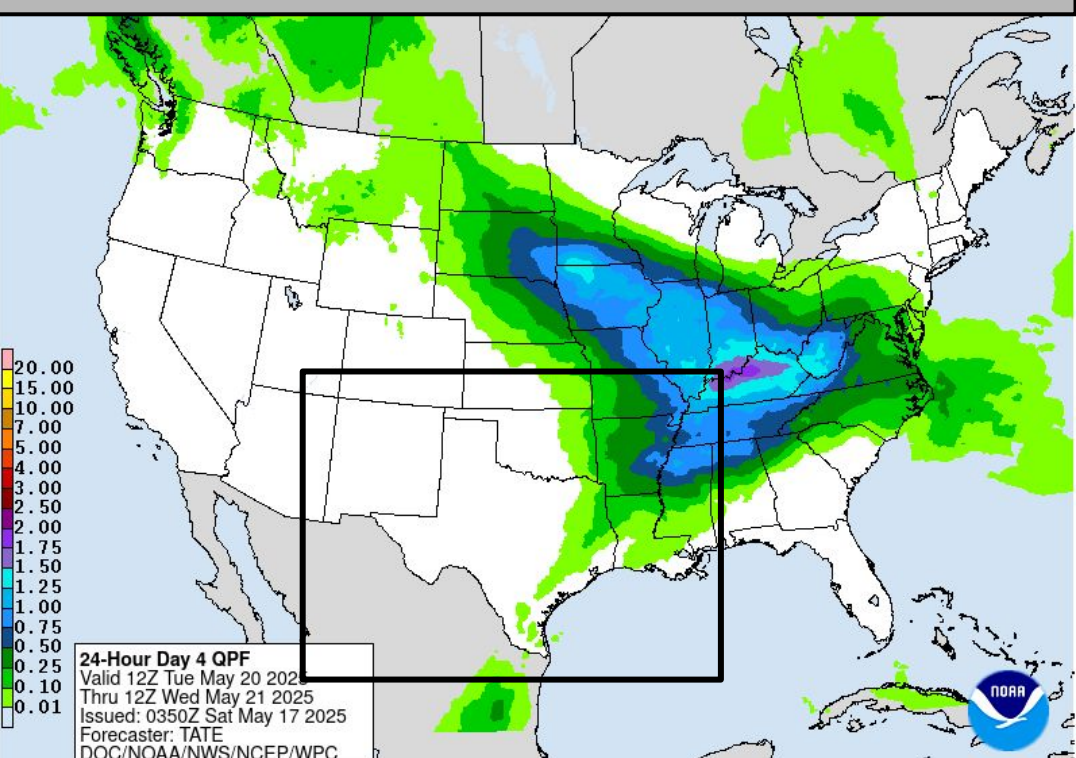 20.00
15.00
10.00
7.00
5.00
4.00
3.00
2.50
2.00
1.75
1.50
1.25
1.00
0.75
0.50
0.25
0.10
0.01
24-Hour Day 4 QPF
Valid 12Z Tue May 20 2025
Thru 12Z Wed May 21 2025
Issued: 0350Z Sat May 17 2025
Forecaster: TATE
DOC/NOAA/NWS/NCEP/WPC
NOAA